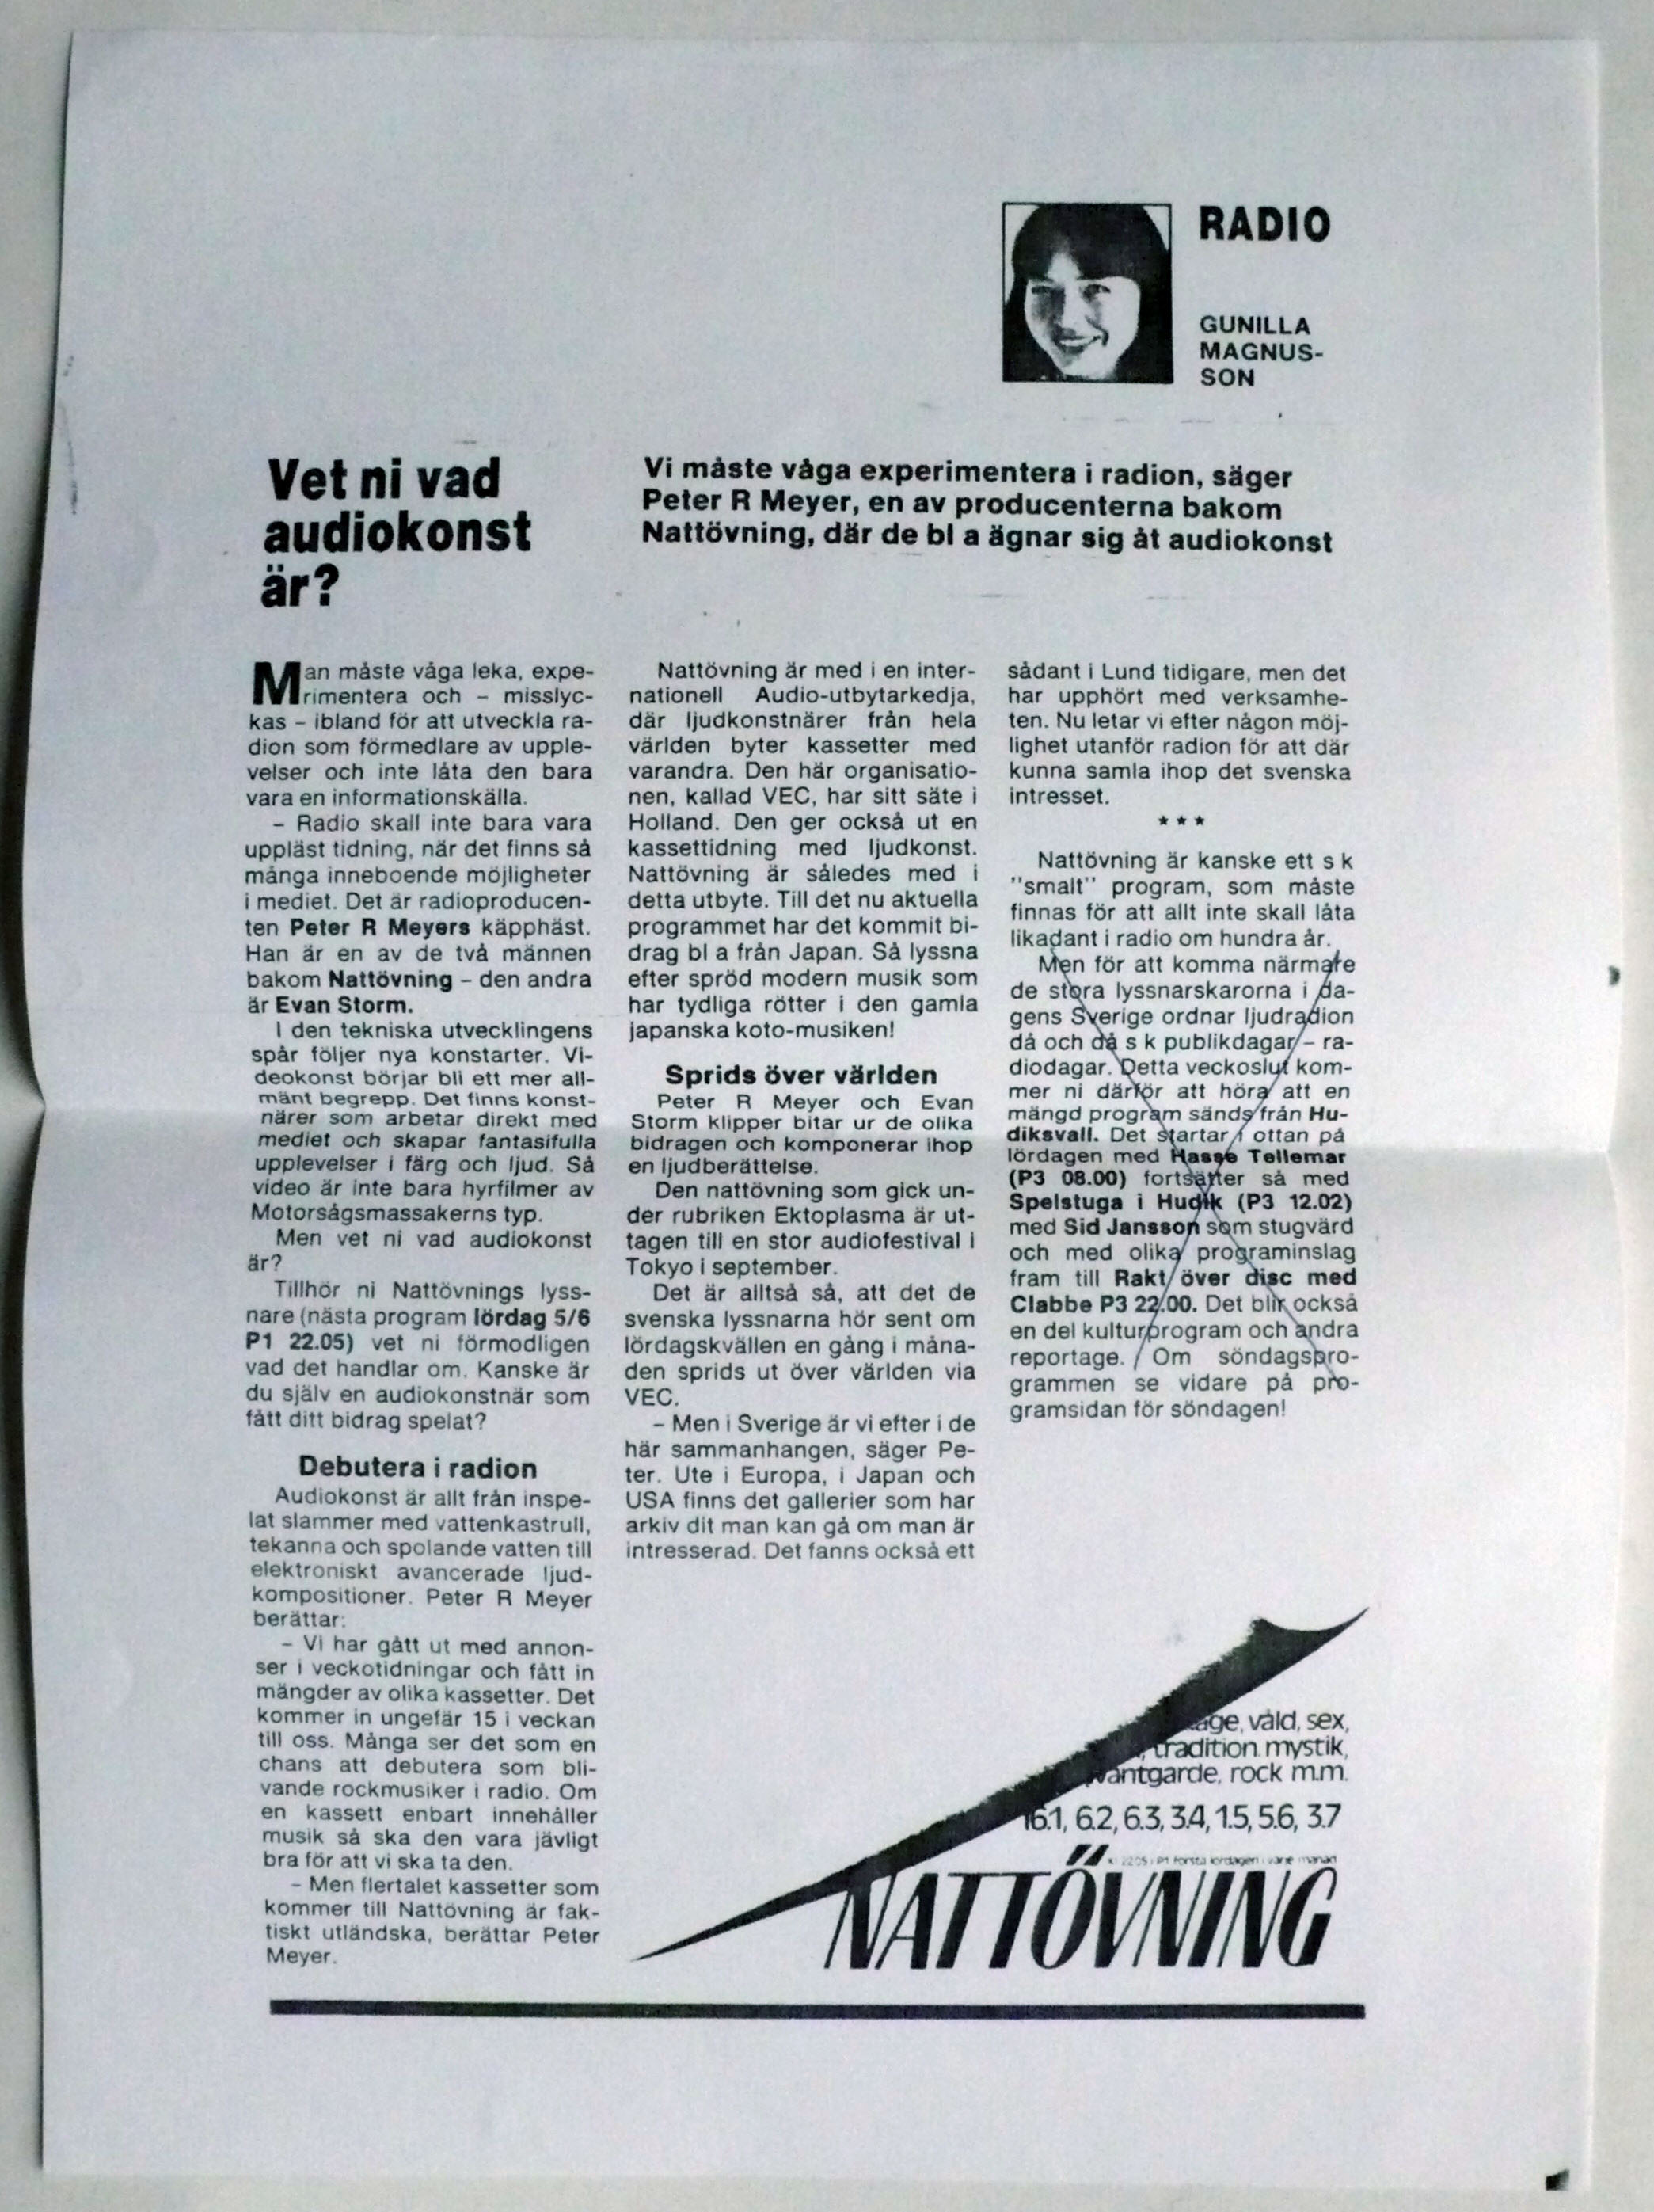 RADIO
GUNILLA
MAGNUS-
SON
Vet ni vad
audiokonst
är?
Vi måste våga experimentera i radion, säger
Peter R Meyer, en av producenterna bakom
Nattövning, där de bl a ägnar sig åt audiokonst
Man måste våga leka, expe-
rimentera och – misslyc-
kas – ibland för att utveckla ra-
dion som förmedlare av upple-
velser och inte låta den bara
vara en informationskälla.
– Radio skall inte bara vara
uppläst tidning, när det finns så
många inneboende möjligheter
i mediet. Det är radioproducen-
ten Peter R Meyers käpphäst.
Han är en av de två männen
bakom Nattövning – den andra
är Evan Storm.
I den tekniska utvecklingens
spår följer nya konstarter. Vi-
deokonst börjar bli ett mer all-
mänt begrepp. Det finns konst-
närer som arbetar direkt med
mediet och skapar fantasifulla
upplevelser i färg och ljud. Så
video är inte bara hyrfilmer av
Motorsågsmassakerns typ.
Men vet ni vad audiokonst
är?
Tillhör ni Nattövnings lyss-
nare (nästa program lördag 5/6
P1 22.05) vet ni förmodligen
vad det handlar om. Kanske är
du själv en audiokonstnär som
fått ditt bidrag spelat?
Debutera i radion
Audiokonst är allt från inspe-
lat slammer med vattenkastrull,
tekanna och spolande vatten till
elektroniskt avancerade ljud-
kompositioner. Peter R Meyer
berättar:
– Vi har gått ut med annon-
ser i veckotidningar och fått in
mängder av olika kassetter. Det
kommer in ungefär 15 i veckan
till oss. Många ser det som en
chans att debutera som bli-
vande rockmusiker i radio. Om
en kassett enbart innehåller
musik så ska den vara jävligt
bra för att vi ska ta den.
– Men flertalet kassetter som
kommer till Nattövning är fak-
tiskt utländska, berättar Peter
Meyer.
Nattövning är med i en inter-
nationell Audio-utbytarkedja,
där ljudkonstnärer från hela
världen byter kassetter med
varandra. Den här organisatio-
nen, kallad VEC, har sitt säte i
Holland. Den ger också ut en
kassettidning med ljudkonst.
Nattövning är således med i
detta utbyte. Till det nu aktuella
programmet har det kommit bi-
drag bl a från Japan. Så lyssna
efter spröd modern musik som
har tydliga rötter i den gamla
japanska koto-musiken!
Sprids över världen
Peter R Meyer och Evan
Storm klipper bitar ur de olika
bidragen och komponerar ihop
en ljudberättelse.
Den nattövning som gick un-
der rubriken Ektoplasma är ut-
tagen till en stor audiofestival i
Tokyo i september.
Det är alltså så, att det de
svenska lyssnarna hör sent om
lördagskvällen en gång i måna-
den sprids ut över världen via
VEC.
– Men i Sverige är vi efter i de
här sammanhangen, säger Pe-
ter. Ute i Europa, i Japan och
USA finns det gallerier som har
arkiv dit man kan gå om man är
intresserad. Det fanns också ett
sådant i Lund tidigare, men det
har upphört med verksamhe-
ten. Nu letar vi efter någon möj-
lighet utanför radion för att där
kunna samla ihop det svenska
intresset.
***
Nattövning är kanske ett s k
"smalt" program, som måste
finnas för att allt inte skall låta
likadant i radio om hundra år.
Men för att komma närmare
de stora lyssnarskarorna i da-
gens Sverige ordnar ljudradion
då och då s k publikdagar – ra-
diodagar. Detta veckoslut kom-
mer ni därför att höra att en
mängd program sänds från Hu-
diksvall. Det startar i ottan på
lördagen med Hasse Tellemar
(P3 08.00) fortsätter så med
Spelstuga i Hudik (P3 12.02)
med Sid Jansson som stugvärd
och med olika programinslag
fram till Rakt över disc med
Clabbe P3 22.00. Det blir också
en del kulturprogram och andra
reportage. Om söndagspro-
grammen se vidare på pro-
gramsidan för söndagen!
våld, sex,
tradition mystik,
rock m.m.
16.1, 6.2, 6.3, 3.4, 1.5, 5.6, 3.7
kl 22.05 i P1 Första lördagen i varje månad
NATTÖVNING